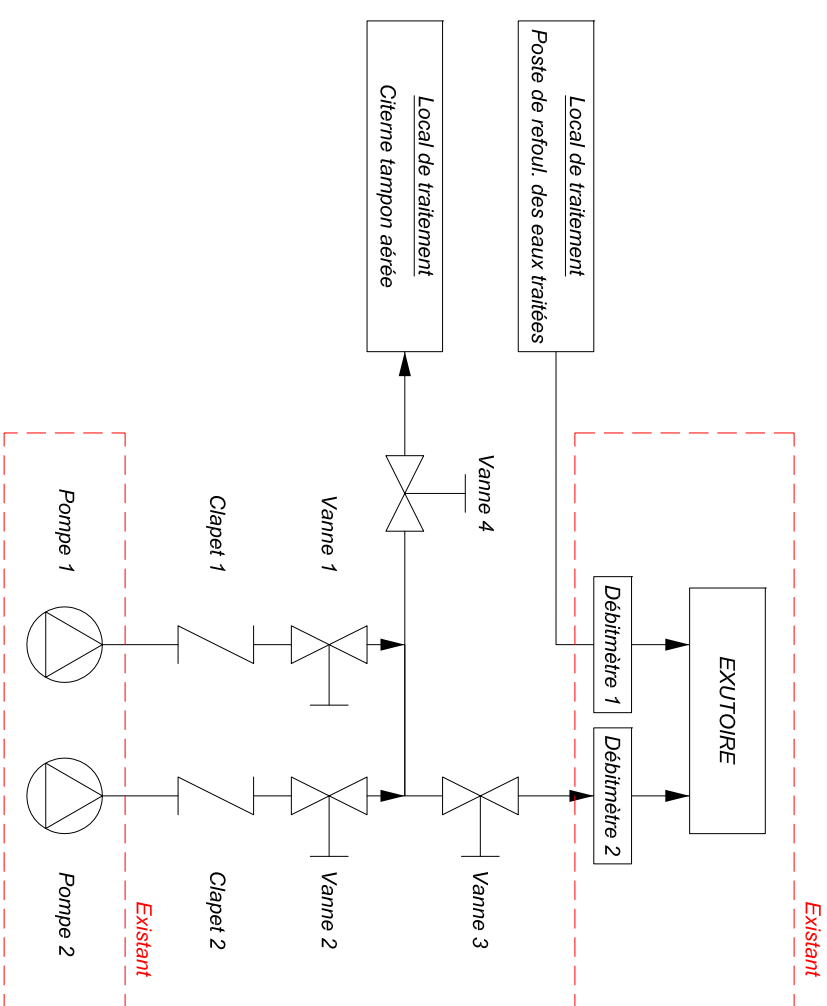 Existant
EXUTOIRE
Débitmètre 1
Débitmètre 2
Local de traitement
Poste de refoul. des eaux traitées
Local de traitement
Citerne tampon aérée
Vanne 4
Vanne 3
Vanne 1
Vanne 2
Clapet 1
Clapet 2
Existant
Pompe 1
Pompe 2